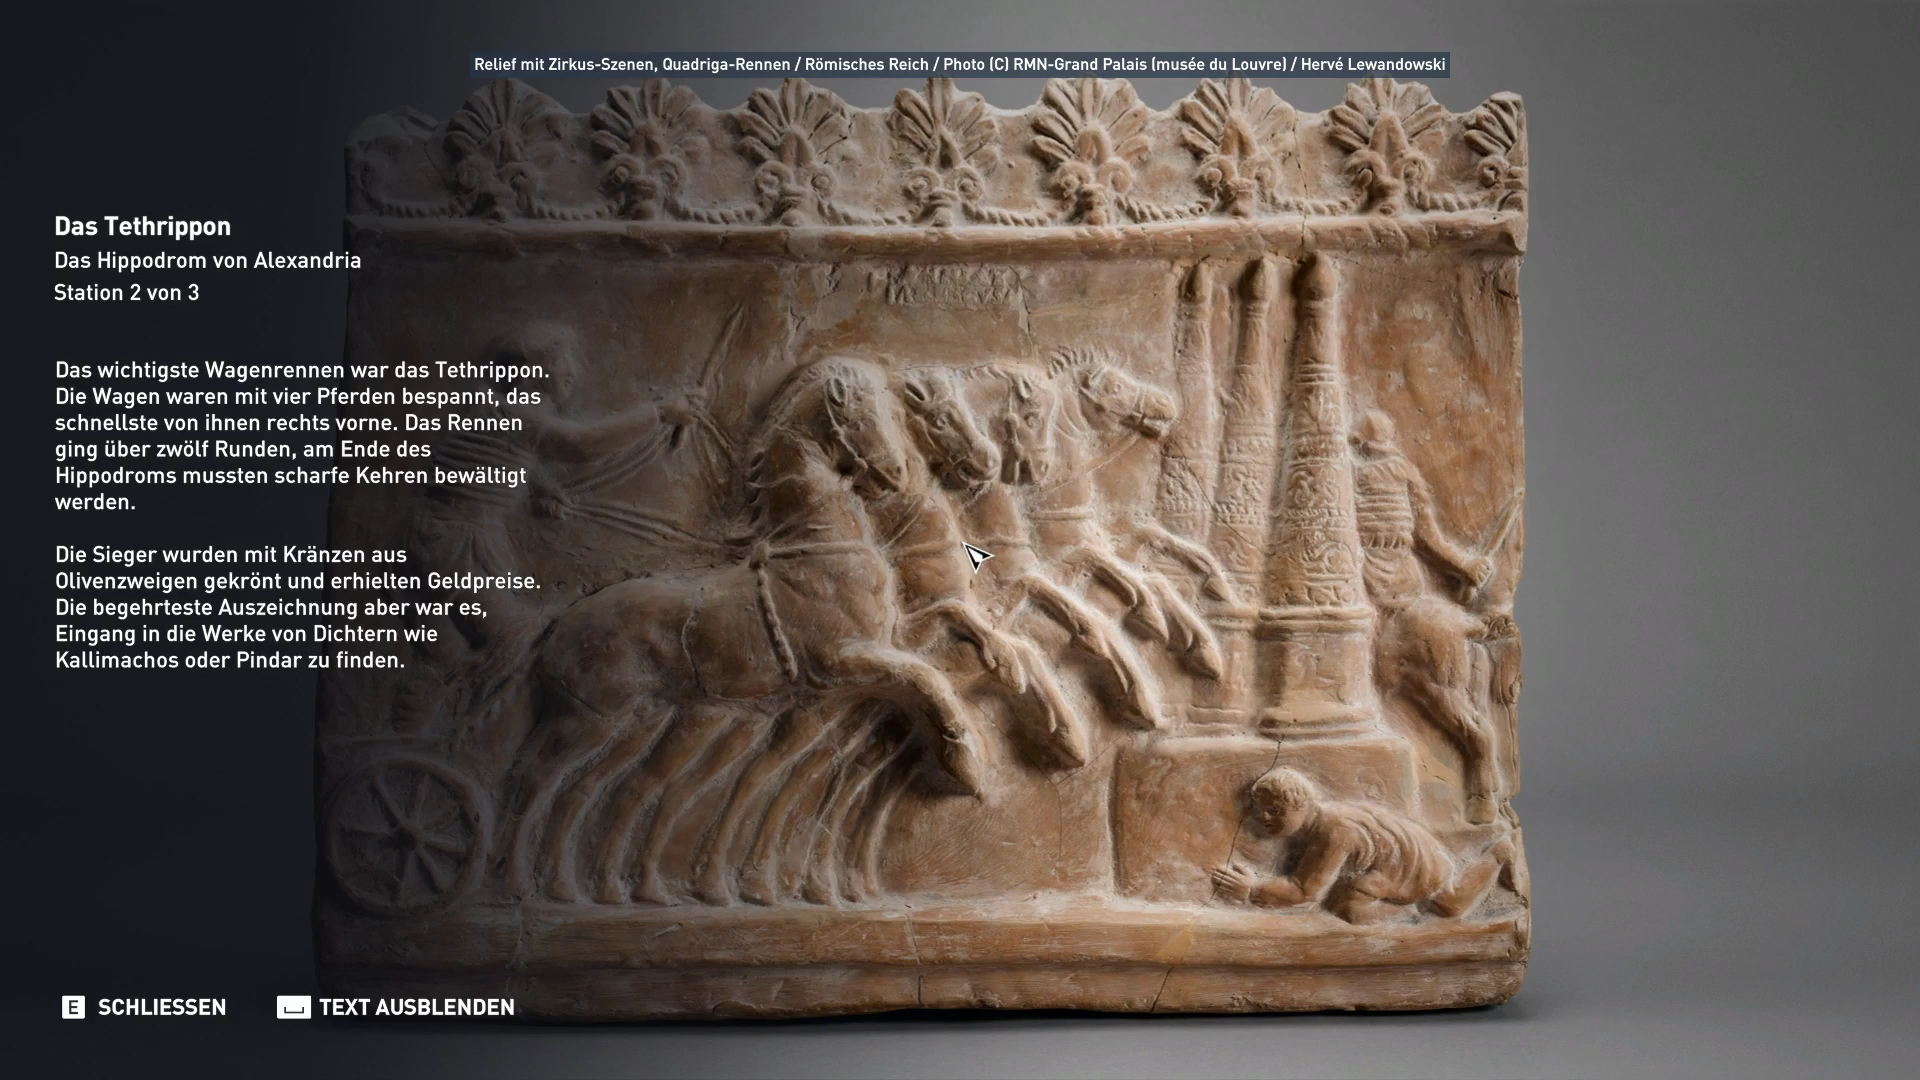 Relief mit Zirkus-Szenen, Quadriga-Rennen / Römisches Reich / Photo (C) RMN-Grand Palais (musée du Louvre) / Hervé Lewandowski
Das Tethrippon
Das Hippodrom von Alexandria
Station 2 von 3
Das wichtigste Wagenrennen war das Tethrippon.
Die Wagen waren mit vier Pferden bespannt, das
schnellste von ihnen rechts vorne. Das Rennen
ging über zwölf Runden, am Ende des
Hippodroms mussten scharfe Kehren bewältigt
werden.
Die Sieger wurden mit Kränzen aus
Olivenzweigen gekrönt und erhielten Geldpreise.
Die begehrteste Auszeichnung aber war es,
Eingang in die Werke von Dichtern wie
Kallimachos oder Pindar zu finden.
E SCHLIESSEN TEXT AUSBLENDEN